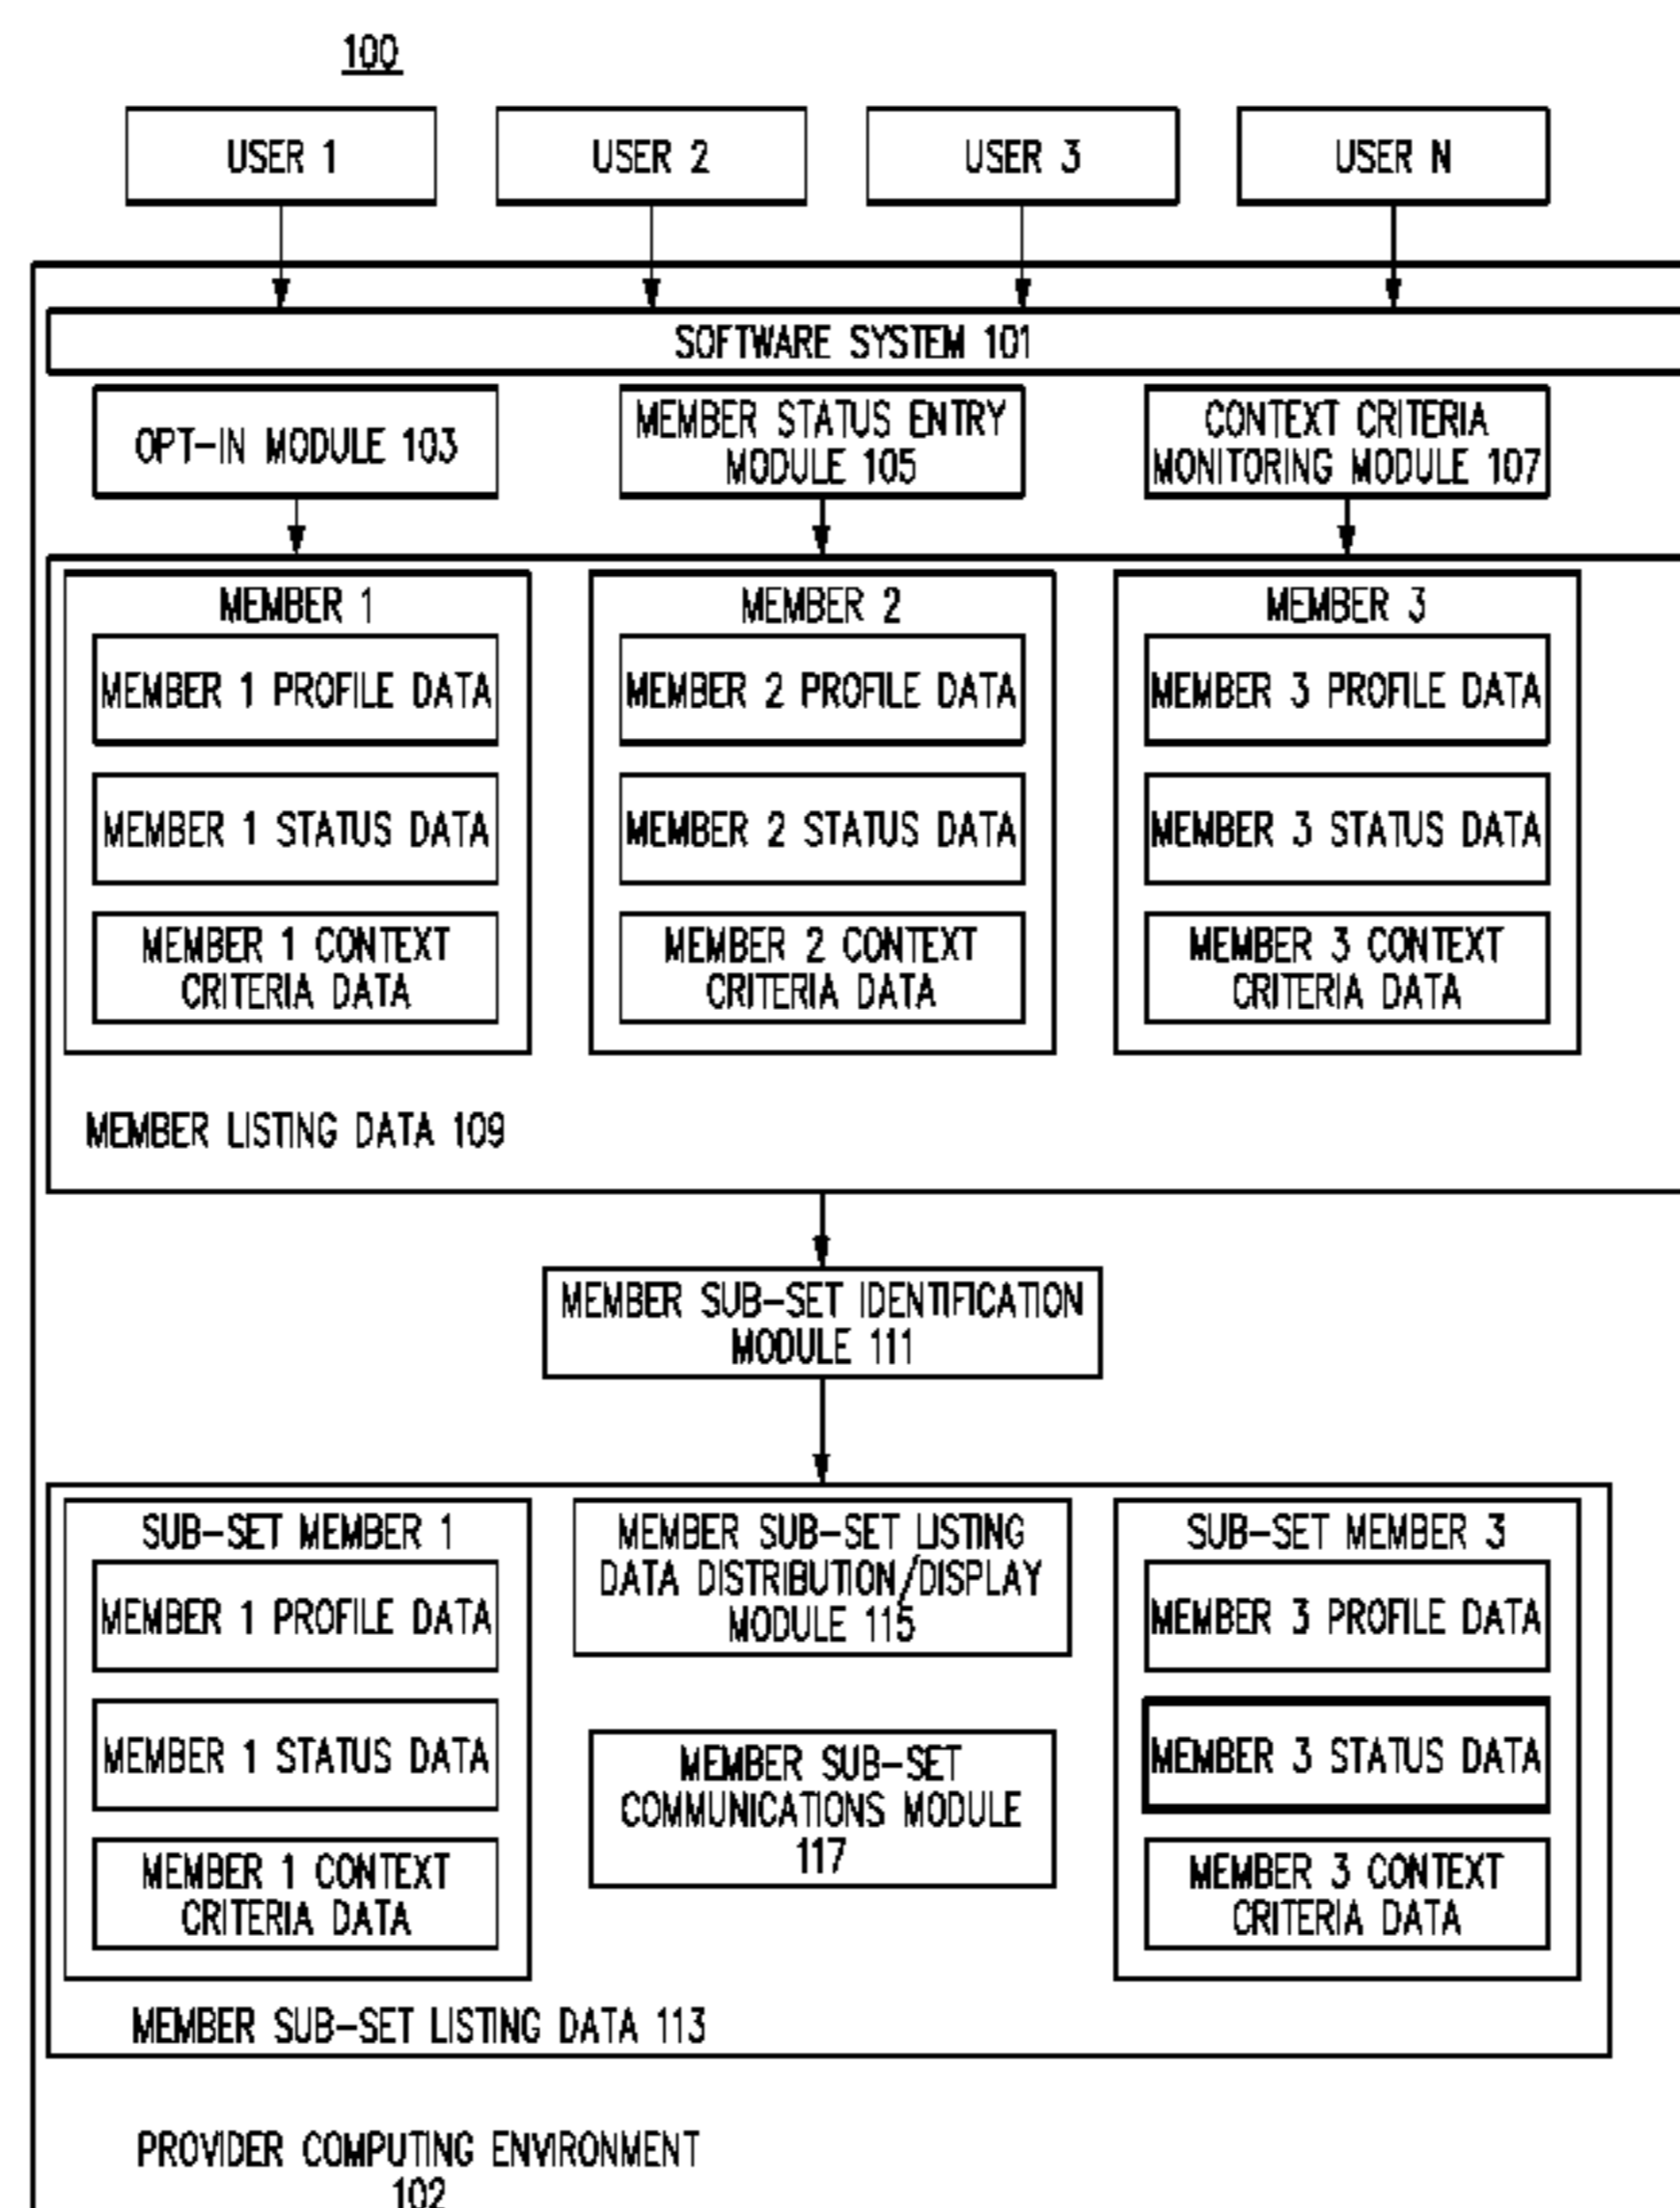 100
USER 1
USER 2
USER 3
USER N
SOFTWARE SYSTEM 101
OPT-IN MODULE 103
MEMBER STATUS ENTRY
MODULE 105
CONTEXT CRITERIA
MONITORING MODULE 107
MEMBER 1
MEMBER 1 PROFILE DATA
MEMBER 1 STATUS DATA
MEMBER 1 CONTEXT
CRITERIA DATA
MEMBER 2
MEMBER 2 PROFILE DATA
MEMBER 2 STATUS DATA
MEMBER 2 CONTEXT
CRITERIA DATA
MEMBER 3
MEMBER 3 PROFILE DATA
MEMBER 3 STATUS DATA
MEMBER 3 CONTEXT
CRITERIA DATA
MEMBER LISTING DATA 109
MEMBER SUB-SET IDENTIFICATION
MODULE 111
SUB-SET MEMBER 1
MEMBER 1 PROFILE DATA
MEMBER 1 STATUS DATA
MEMBER 1 CONTEXT
CRITERIA DATA
MEMBER SUB-SET LISTING
DATA DISTRIBUTION/DISPLAY
MODULE 115
MEMBER SUB-SET
COMMUNICATIONS MODULE
117
SUB-SET MEMBER 3
MEMBER 3 PROFILE DATA
MEMBER 3 STATUS DATA
MEMBER 3 CONTEXT
CRITERIA DATA
MEMBER SUB-SET LISTING DATA 113
PROVIDER COMPUTING ENVIRONMENT
102